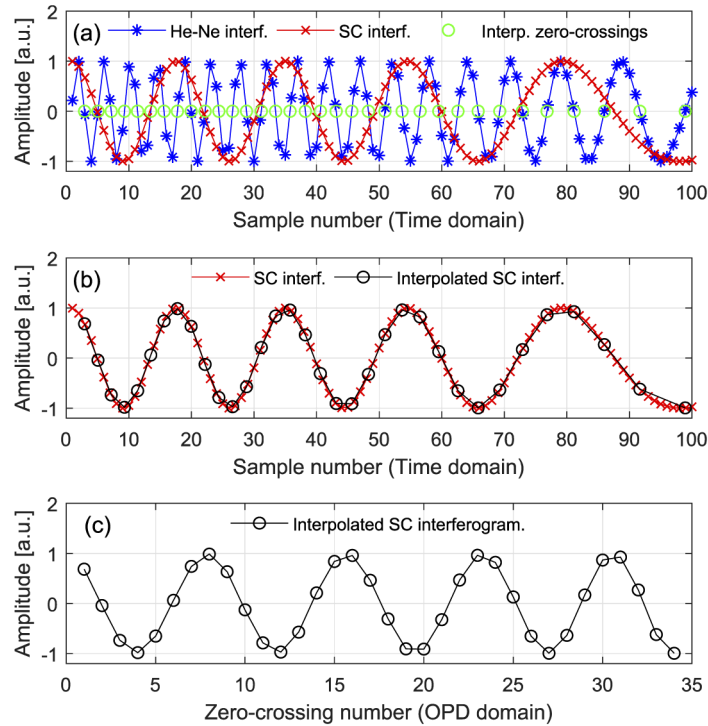 (a) He-Ne interf. SC interf. Interp. zero-crossings
Amplitude [a.u.]
2
1
0
-1
0 10 20 30 40 50 60 70 80 90 100
Sample number (Time domain)
(b) SC interf. Interpolated SC interf.
Amplitude [a.u.]
2
1
0
-1
0 10 20 30 40 50 60 70 80 90 100
Sample number (Time domain)
(c) Interpolated SC interferogram.
Amplitude [a.u.]
2
1
0
-1
0 5 10 15 20 25 30 35
Zero-crossing number (OPD domain)